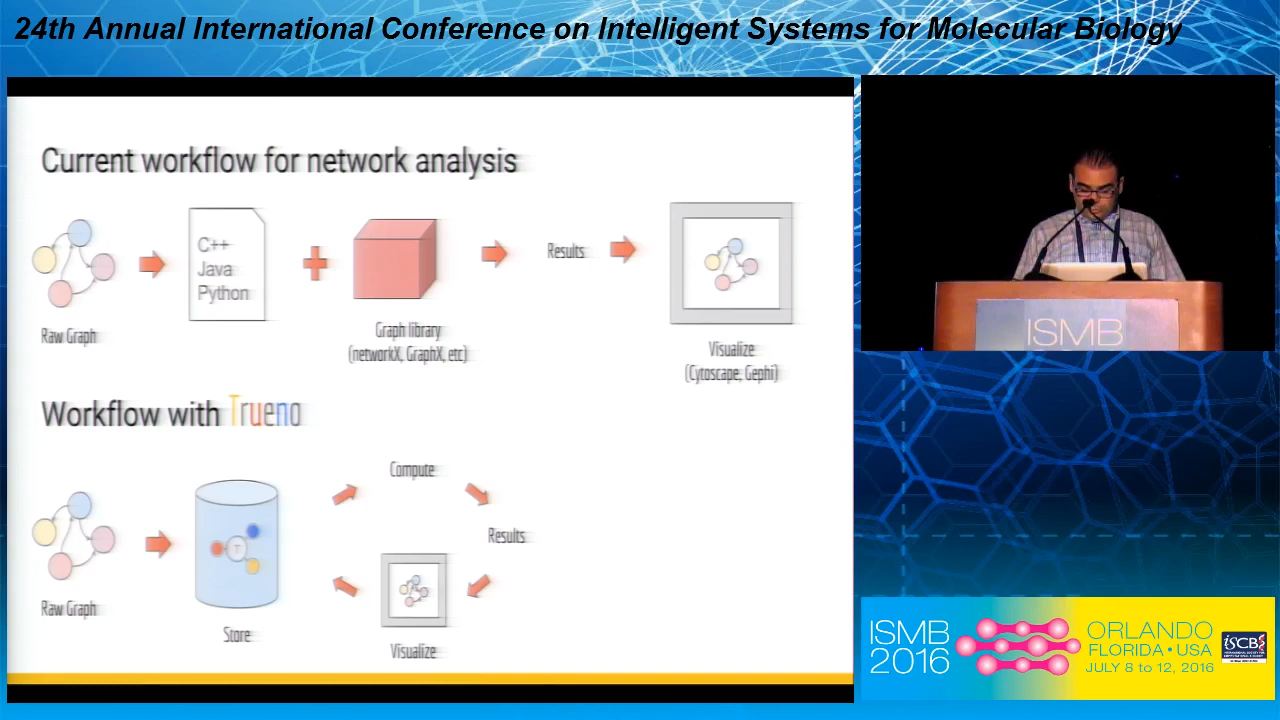 24th Annual International Conference on Intelligent Systems for Molecular Biology
Current workflow for network analysis
C++
Java
Python
Results
Raw Graph
Graph library
(networkX, GraphX, etc)
Visualize
(Cytoscape, Gephi)
Workflow with Trueno
Compute
Results
Raw Graph
T
Store
Visualize
ISMB
ISMB
2016
ORLANDO
FLORIDA • USA
JULY 8 to 12, 2016
ISCB